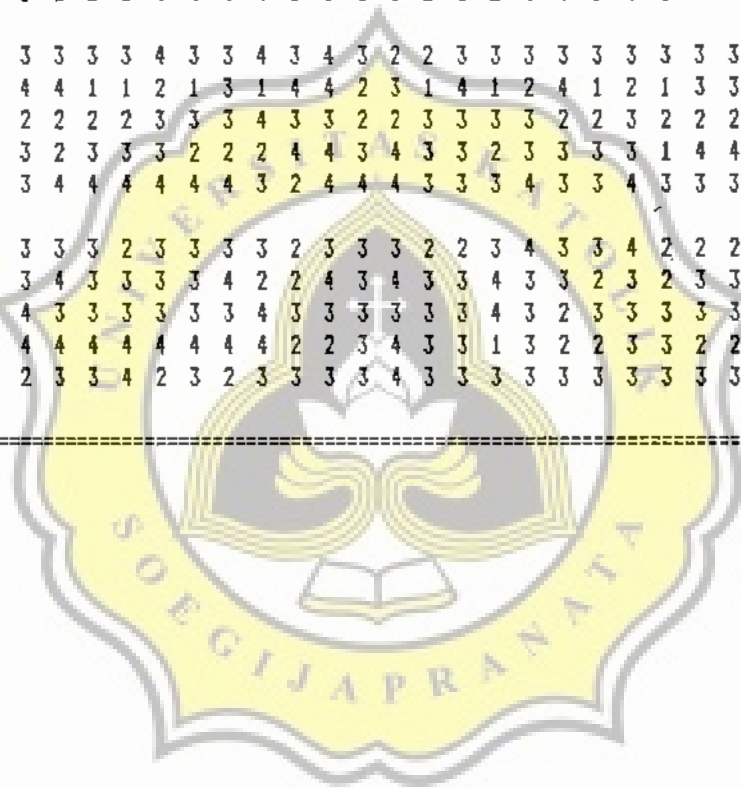 3 3 3 3 4 3 3 4 3 4 3 2 2 3 3 3 3 3 3 3 3 3
4 4 1 1 2 1 3 1 4 4 2 3 1 4 1 2 4 1 2 1 3 3
2 2 2 2 3 3 3 4 3 3 2 2 3 3 3 3 2 2 3 2 2 2
3 2 3 3 3 2 2 2 4 4 3 4 3 3 2 3 3 3 3 1 4 4
3 4 4 4 4 4 4 3 2 4 4 4 3 3 3 4 3 3 4 3 3 3
3 3 3 2 3 3 3 3 2 3 3 3 2 2 3 4 3 3 4 2 2 2
3 4 3 3 3 3 4 2 2 4 3 4 3 3 4 3 3 2 3 2 3 3
4 3 3 3 3 3 3 4 3 3 3 3 3 3 4 3 2 3 3 3 3 3
4 4 4 4 4 4 4 4 2 2 3 4 3 3 1 3 2 2 3 3 2 2
2 3 3 4 2 3 2 3 3 3 3 4 3 3 3 3 3 3 3 3 3 3
UNIVERSITAS KATOLIK
SOEGIJAPRANATA